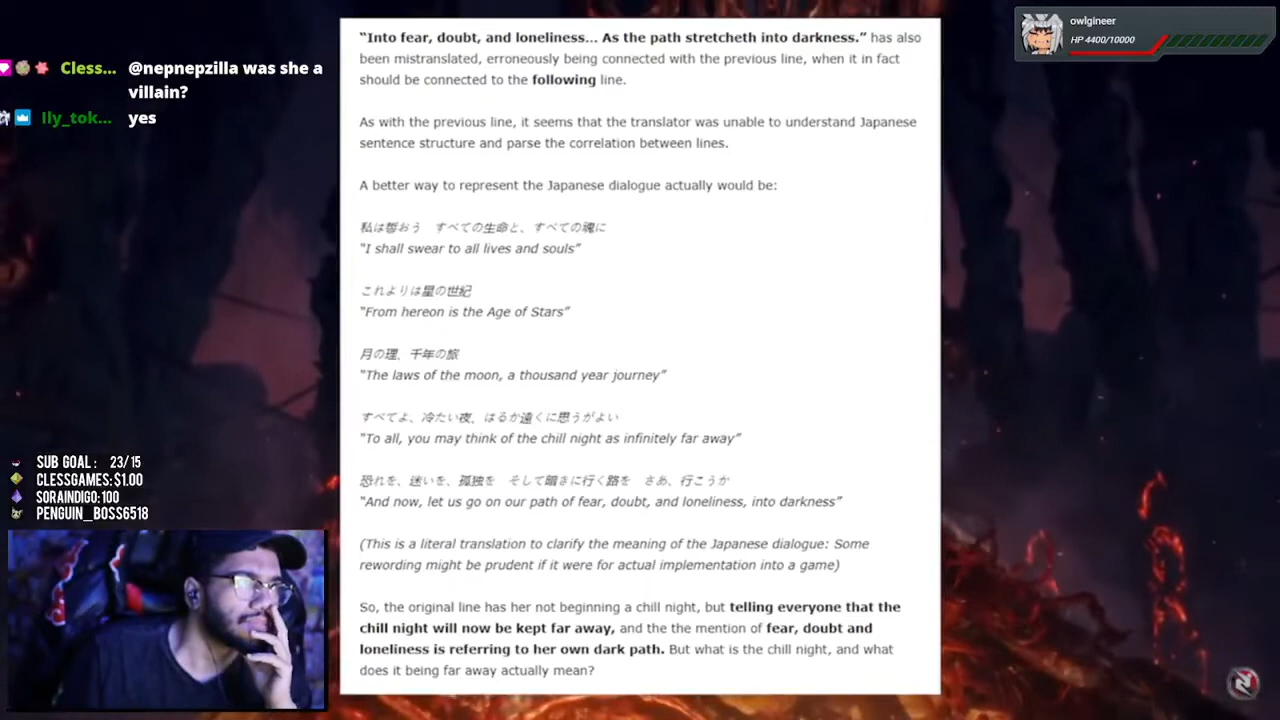 “Into fear, doubt, and loneliness... As the path stretcheth into darkness.” has also
been mistranslated, erroneously being connected with the previous line, when it in fact
should be connected to the following line.
As with the previous line, it seems that the translator was unable to understand Japanese
sentence structure and parse the correlation between lines.
A better way to represent the Japanese dialogue actually would be:
私は誓おう　すべての生命と、すべての魂に
“I shall swear to all lives and souls”
これよりは星の世紀
“From hereon is the Age of Stars”
月の理、千年の旅
“The laws of the moon, a thousand year journey”
すべてよ、冷たい夜、はるか遠くに思うがよい
“To all, you may think of the chill night as infinitely far away”
恐れを、迷いを、孤独を　そして暗きに行く路を　さあ、行こうか
“And now, let us go on our path of fear, doubt, and loneliness, into darkness”
(This is a literal translation to clarify the meaning of the Japanese dialogue: Some
rewording might be prudent if it were for actual implementation into a game)
So, the original line has her not beginning a chill night, but telling everyone that the
chill night will now be kept far away, and the the mention of fear, doubt and
loneliness is referring to her own dark path. But what is the chill night, and what
does it being far away actually mean?
Cless... @nepnepzilla was she a
villain?
Ily_tok... yes
owlgineer
HP 4400/10000
SUB GOAL : 23/15
CLESSGAMES: $1.00
SORAINDIGO: 100
PENGUIN_BOSS6518